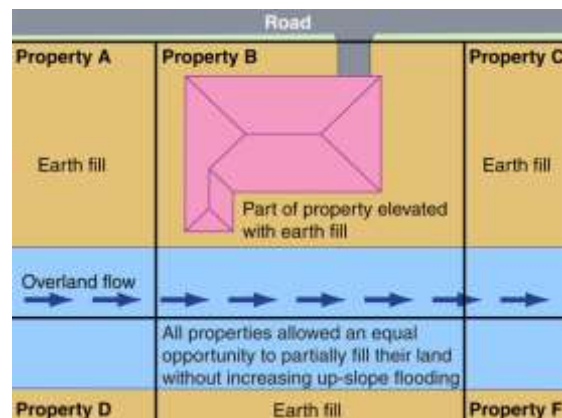 Road
Property A
Property B
Property C
Earth fill
Earth fill
Part of property elevated
with earth fill
Overland flow
All properties allowed an equal
opportunity to partially fill their land
without increasing up-slope flooding
Property D
Earth fill
Property F